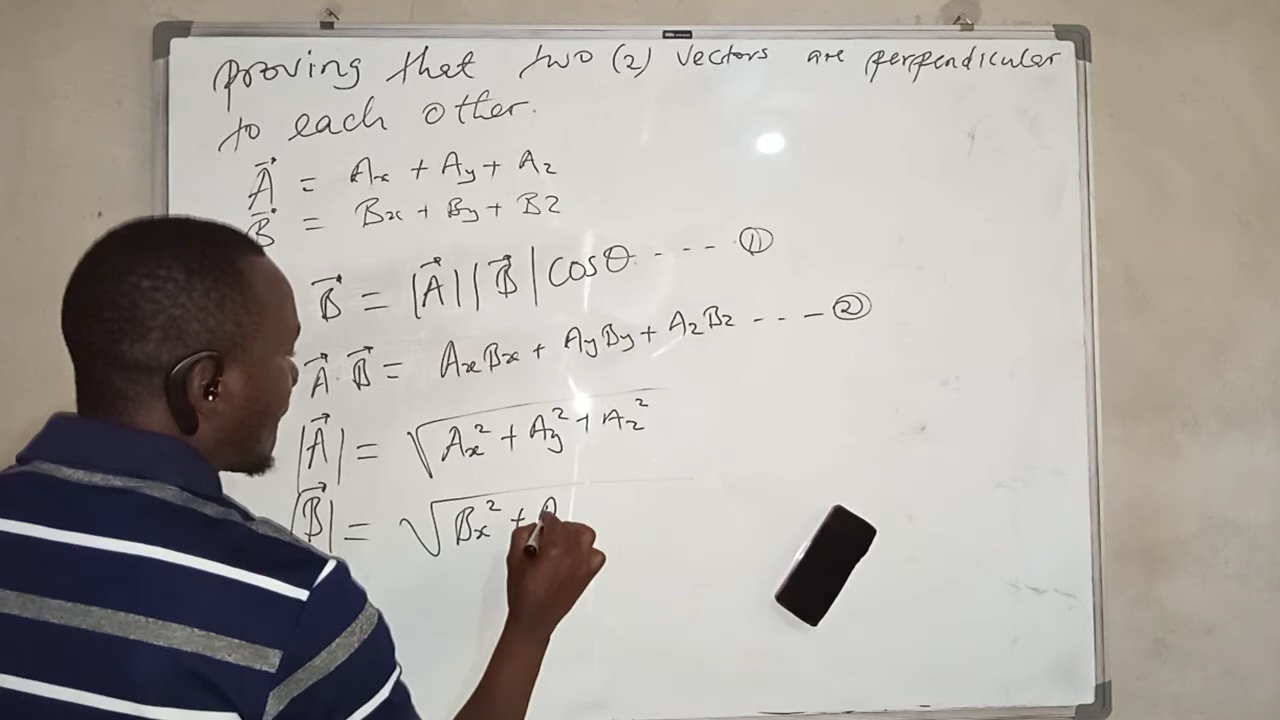 proving that two (2) vectors are perpendicular
to each other.
A⃗ = Ax + Ay + Az
B⃗ = Bx + By + Bz
B⃗ = |A⃗||B⃗|cosθ ---- ①
A⃗.B⃗ = AxBx + AyBy + AzBz --- ②
|A⃗| = √Ax² + Ay² + Az²
|B⃗| = √Bx² +